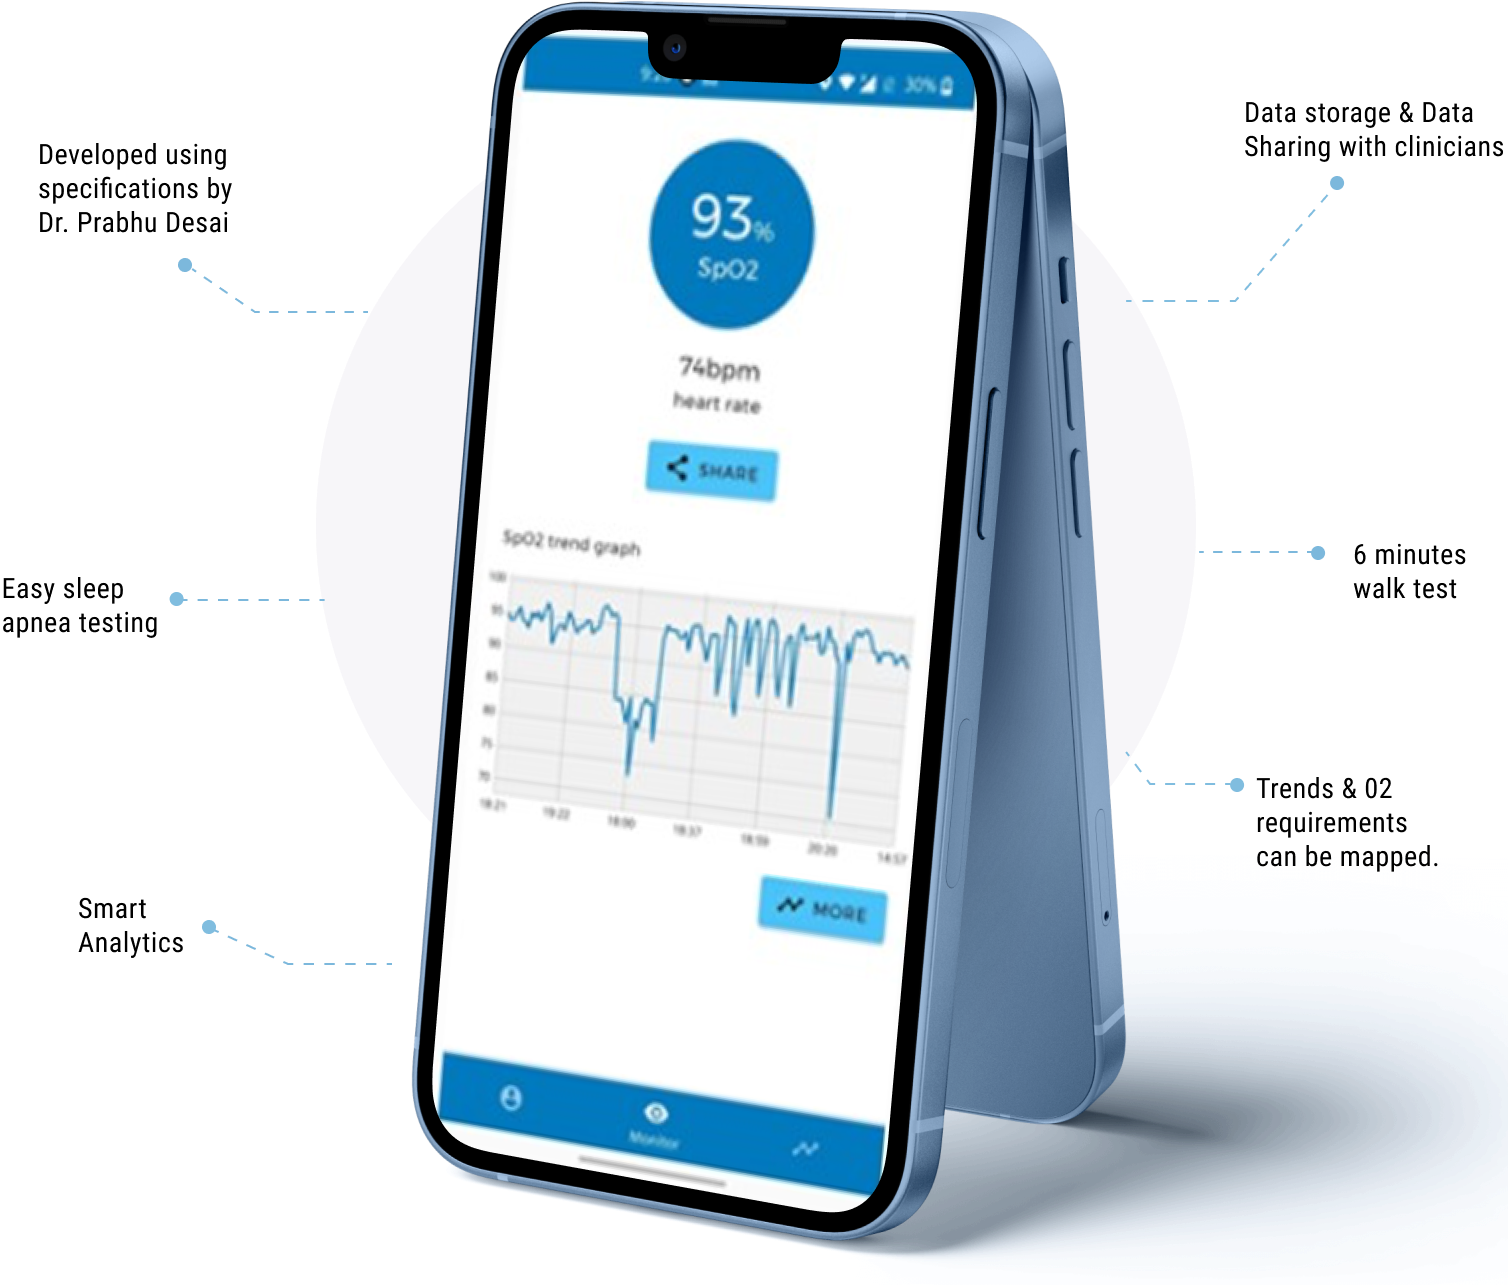 Developed using
specifications by
Dr. Prabhu Desai
Easy sleep
apnea testing
Smart
Analytics
30%
93%
SpO2
74bpm
heart rate
SHARE
SpO2 trend graph
100
95
90
85
80
75
70
18:21
19:22
18:00
18:37
18:59
20:20
14:57
MORE
Monitor
Data storage & Data
Sharing with clinicians
6 minutes
walk test
Trends & 02
requirements
can be mapped.